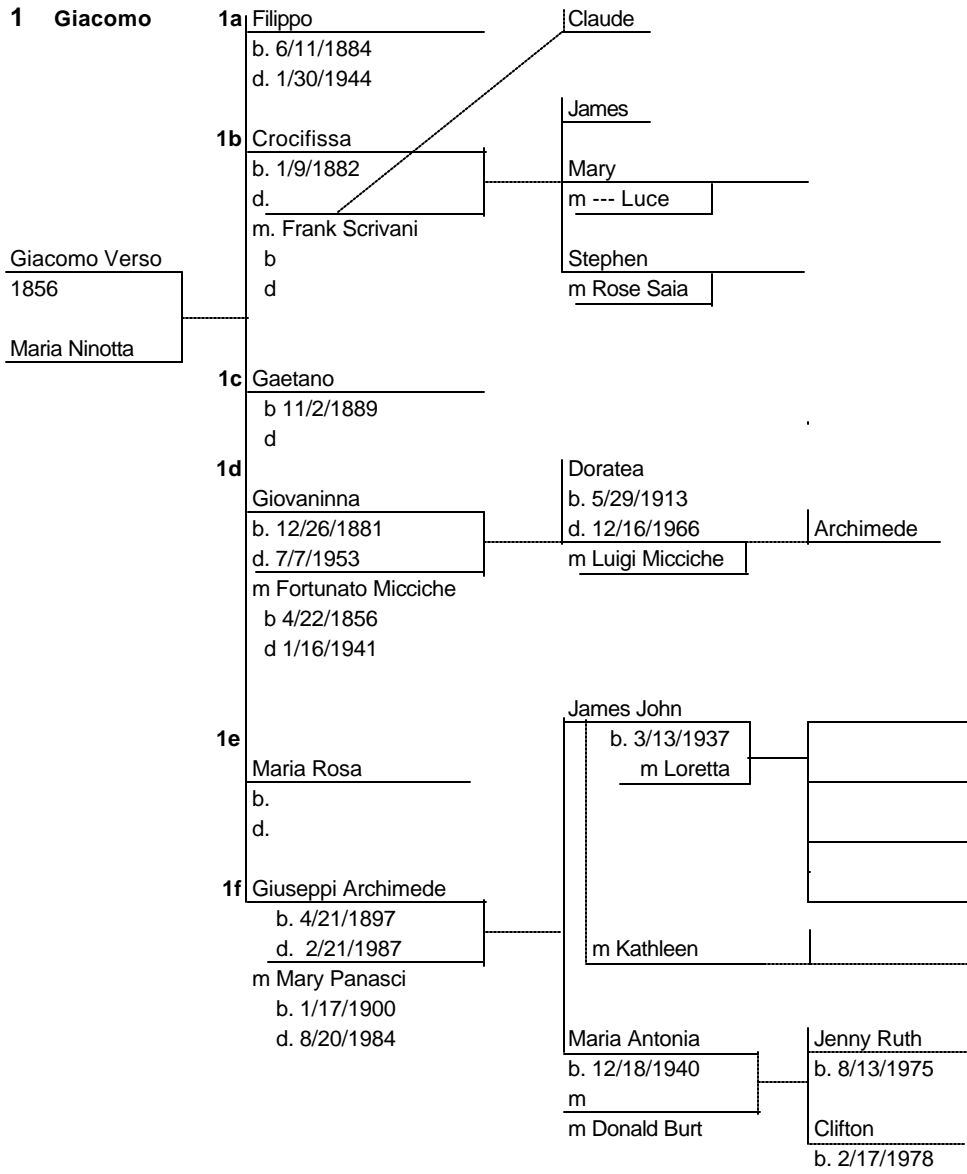 1 Giacomo
1a Filippo
b. 6/11/1884
d. 1/30/1944
Claude
1b Crocifissa
b. 1/9/1882
d.
m. Frank Scrivani
b
d
James
Mary
m --- Luce
Stephen
m Rose Saia
Giacomo Verso
1856
Maria Ninotta
1c Gaetano
b 11/2/1889
d
1d
Giovaninna
b. 12/26/1881
d. 7/7/1953
m Fortunato Micciche
b 4/22/1856
d 1/16/1941
Doratea
b. 5/29/1913
d. 12/16/1966
m Luigi Micciche
Archimede
1e
Maria Rosa
b.
d.
James John
b. 3/13/1937
m Loretta
1f Giuseppi Archimede
b. 4/21/1897
d. 2/21/1987
m Mary Panasci
b. 1/17/1900
d. 8/20/1984
m Kathleen
Maria Antonia
b. 12/18/1940
m
m Donald Burt
Jenny Ruth
b. 8/13/1975
Clifton
b. 2/17/1978